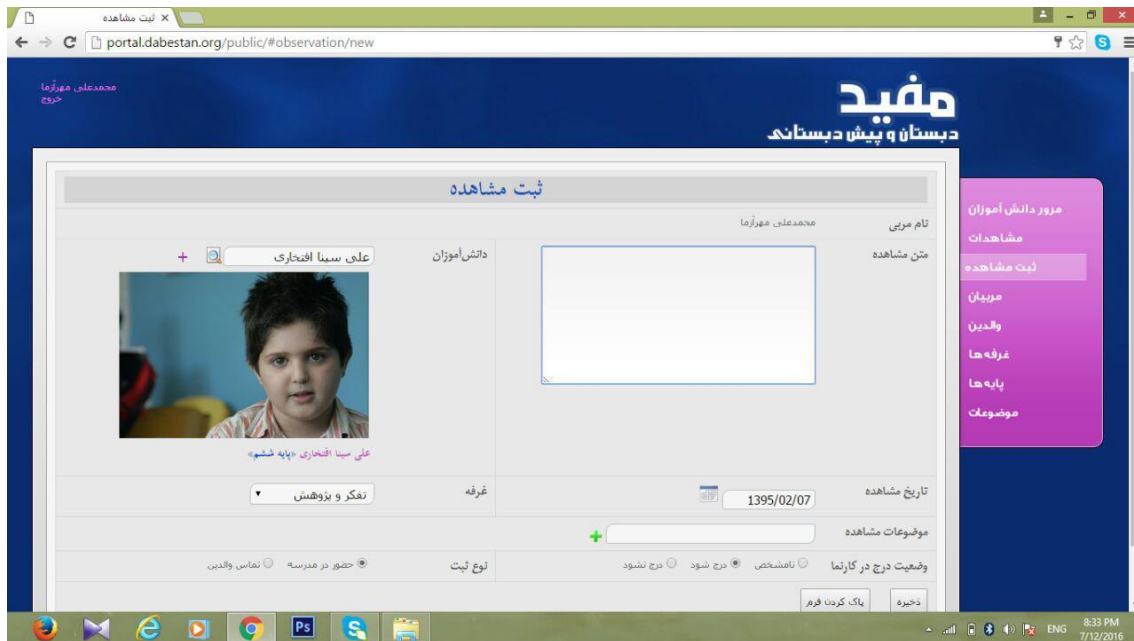 ثبت مشاهده
portal.dabestan.org/public/#observation/new
محمدعلی مهرآزما
خروج
مفید
دبستان و پیش دبستانی
مرور دانش آموزان
مشاهدات
ثبت مشاهده
مربیان
والدین
غرفه ها
پایه ها
موضوعات
ثبت مشاهده
نام مربی محمدعلی مهرآزما
متن مشاهده
دانش‌آموزان علی سینا افتخاری +
علی سینا افتخاری «پایه ششم»
تاریخ مشاهده 1395/02/07 غرفه تفکر و پژوهش
موضوعات مشاهده
وضعیت درج در کارنما نامشخص درج شود درج نشود نوع ثبت حضور در مدرسه تماس والدین
ذخیره پاک کردن فرم
Ps
ENG 8:33 PM
7/12/2016